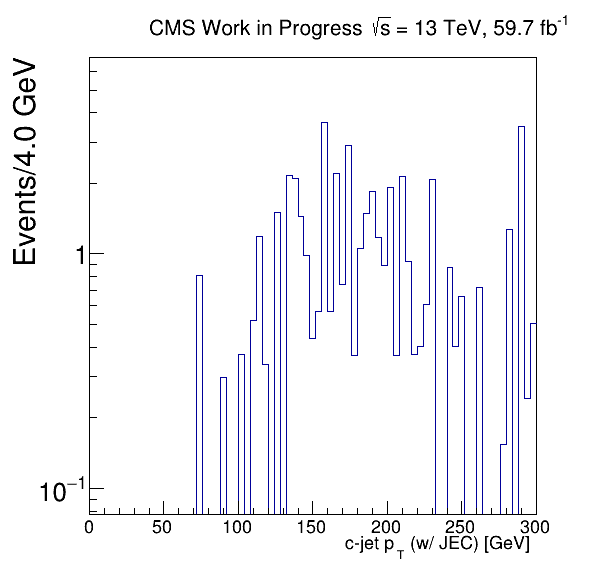 CMS Work in Progress √s = 13 TeV, 59.7 fb⁻¹
Events/4.0 GeV
1
10⁻¹
0 50 100 150 200 250 300
c-jet p_T (w/ JEC) [GeV]